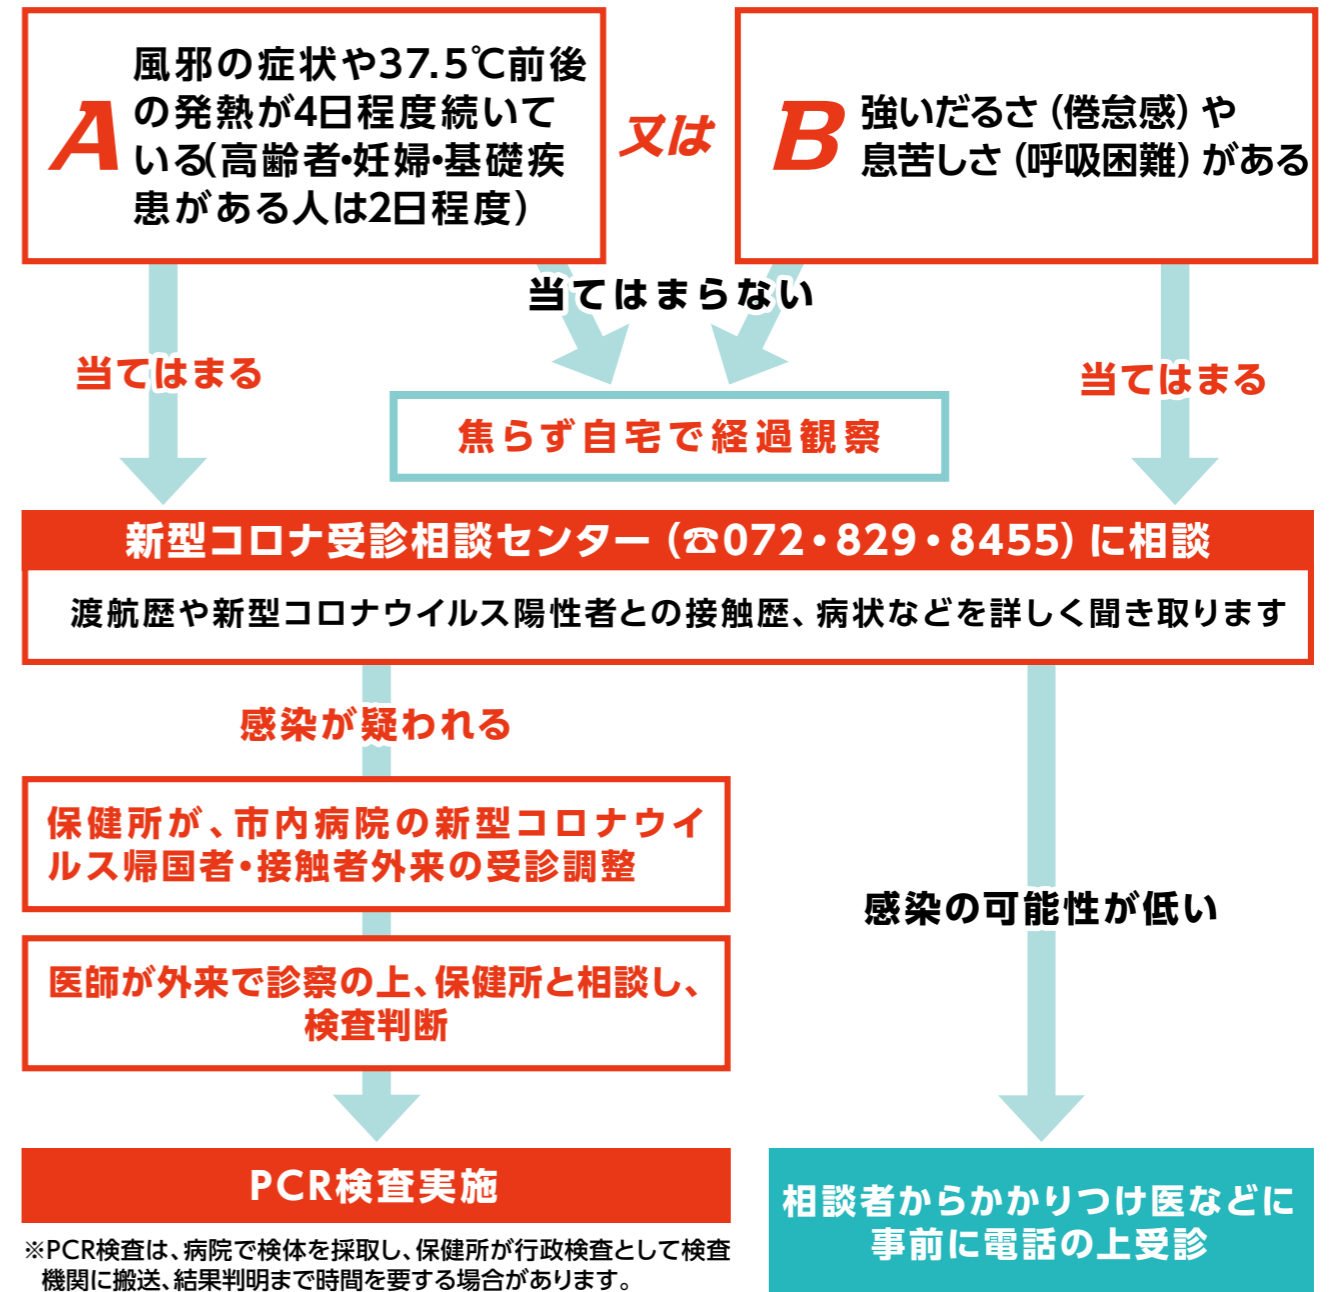 A
風邪の症状や37.5℃前後
の発熱が4日程度続いて
いる(高齢者・妊婦・基礎疾
患がある人は2日程度)
又は
B
強いだるさ(倦怠感)や
息苦しさ(呼吸困難)がある
当てはまらない
当てはまる
当てはまる
焦らず自宅で経過観察
新型コロナ受診相談センター(☎072・829・8455)に相談
渡航歴や新型コロナウイルス陽性者との接触歴、病状などを詳しく聞き取ります
感染が疑われる
保健所が、市内病院の新型コロナウイ
ルス帰国者・接触者外来の受診調整
感染の可能性が低い
医師が外来で診察の上、保健所と相談し、
検査判断
PCR検査実施
※PCR検査は、病院で検体を採取し、保健所が行政検査として検査
機関に搬送、結果判明まで時間を要する場合があります。
相談者からかかりつけ医などに
事前に電話の上受診